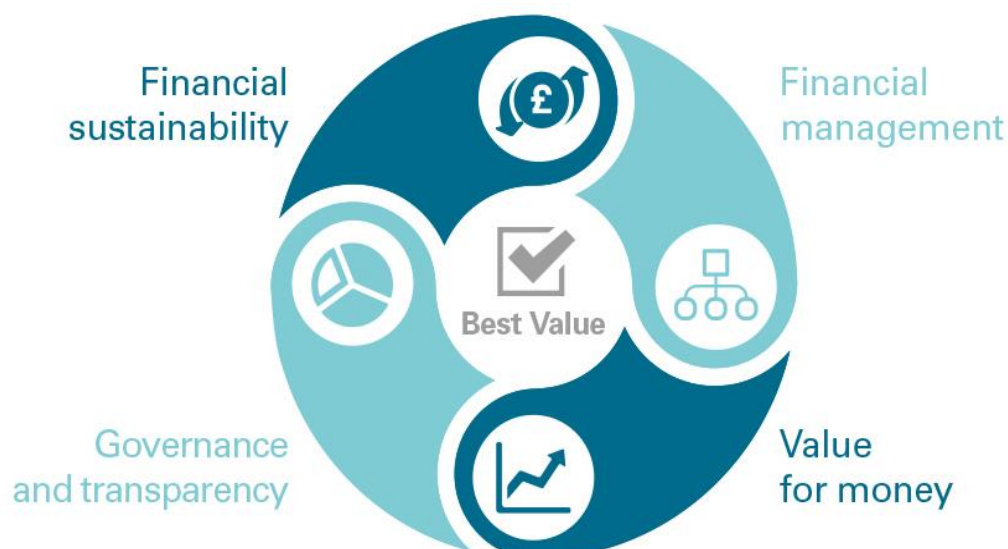 Financial
sustainability
£
Financial
management
Best Value
Governance
and transparency
Value
for money